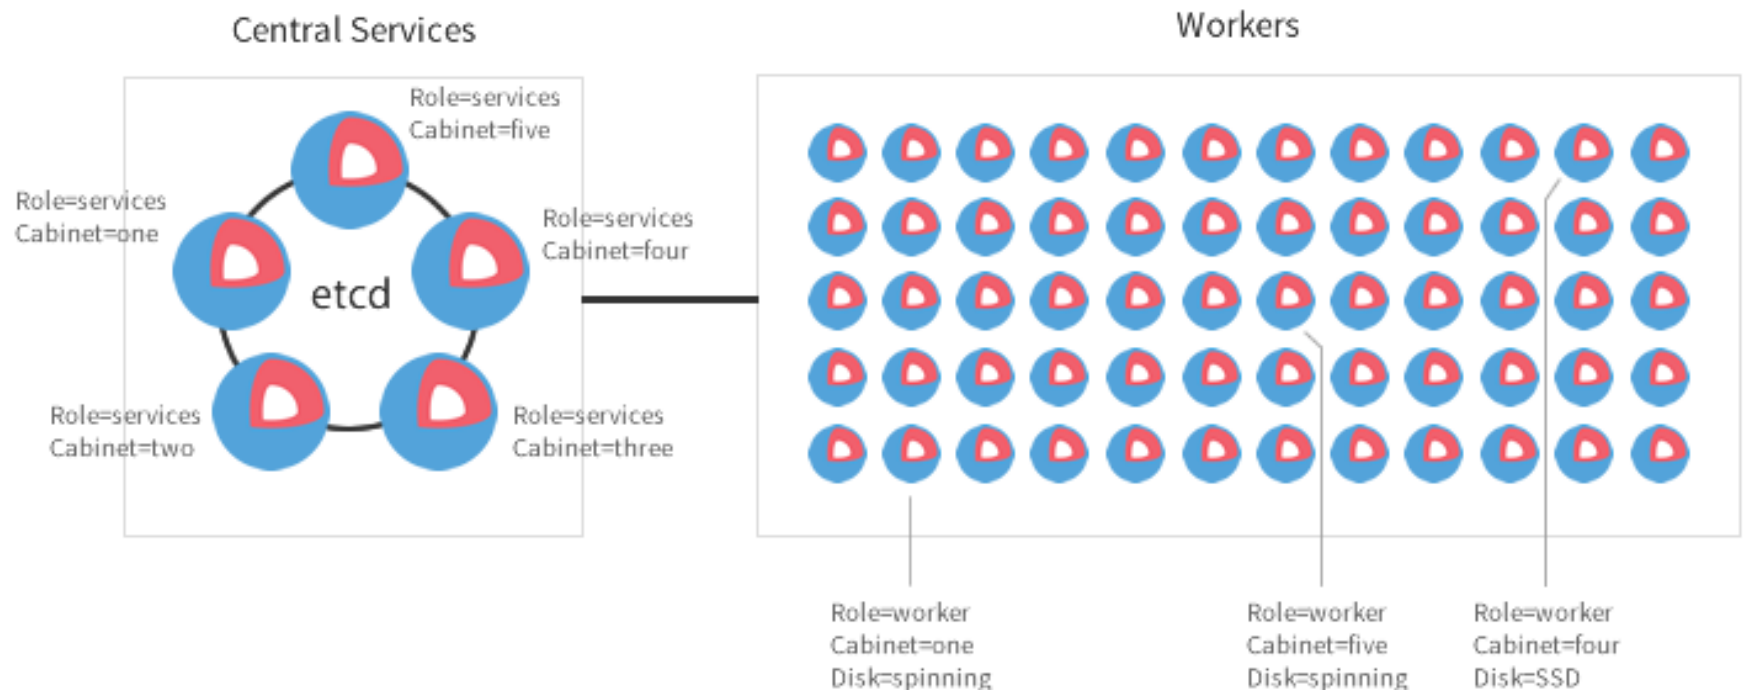 Central Services
Workers
Role=services
Cabinet=five
Role=services
Cabinet=one
Role=services
Cabinet=four
etcd
Role=services
Cabinet=two
Role=services
Cabinet=three
Role=worker
Cabinet=one
Disk=spinning
Role=worker
Cabinet=five
Disk=spinning
Role=worker
Cabinet=four
Disk=SSD